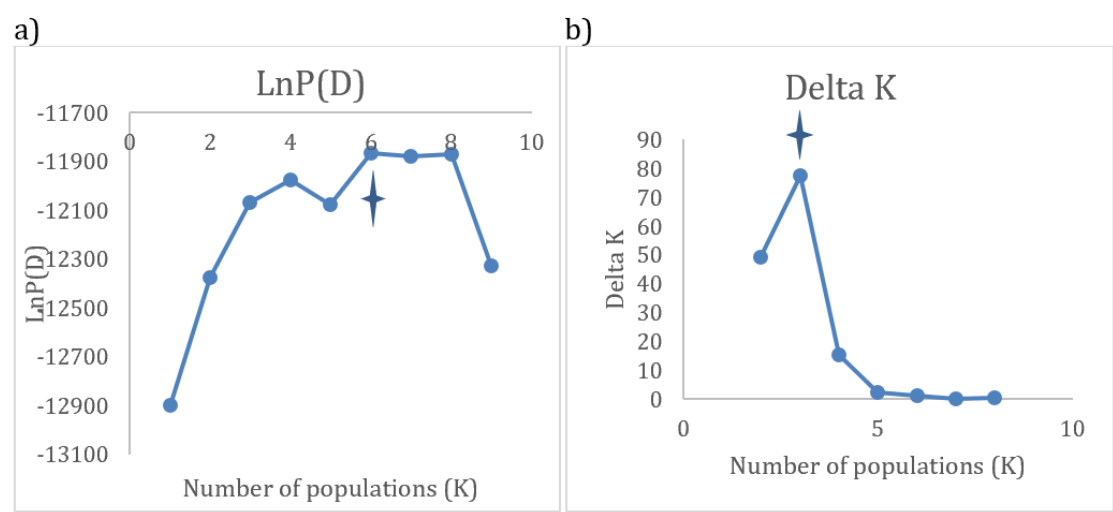 a)
LnP(D)
-11700
-11900
-12100
-12300
-12500
-12700
-12900
-13100
0 2 4 6 8 10
LnP(D)
Number of populations (K)
b)
Delta K
90
80
70
60
50
40
30
20
10
0
0 5 10
Delta K
Number of populations (K)